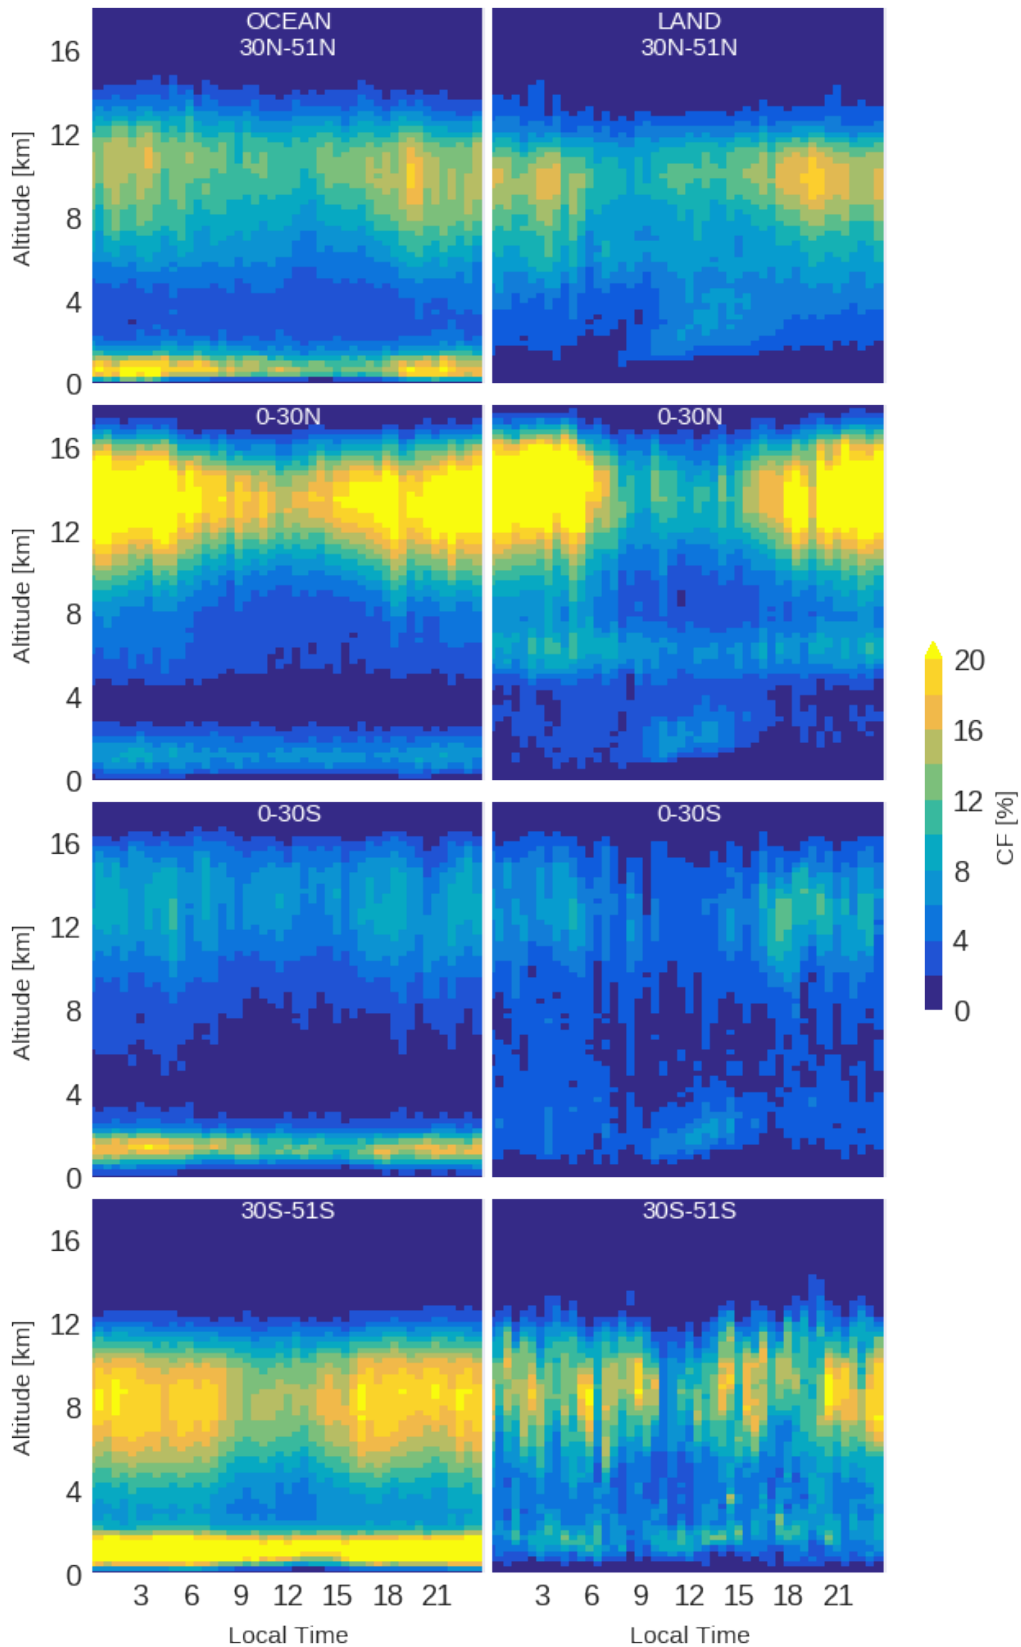 OCEAN
30N-51N
LAND
30N-51N
16
12
8
4
0
Altitude [km]
0-30N
0-30N
16
12
8
4
0
Altitude [km]
0-30S
0-30S
16
12
8
4
0
Altitude [km]
30S-51S
30S-51S
16
12
8
4
0
Altitude [km]
3 6 9 12 15 18 21
3 6 9 12 15 18 21
Local Time
Local Time
20
16
12
8
4
0
CF [%]